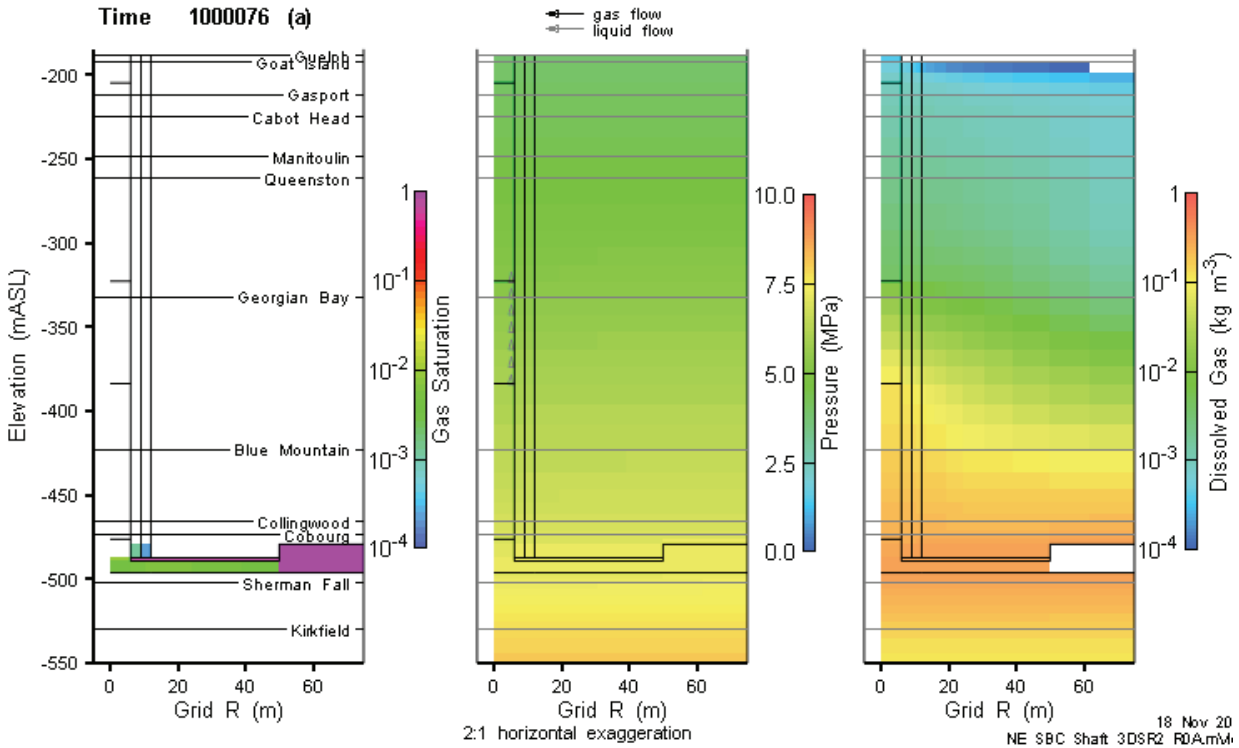 Time 1000076 (a)
gas flow
liquid flow
Elevation (mASL)
-200
-250
-300
-350
-400
-450
-500
-550
Guelph
Goat Island
Gasport
Cabot Head
Manitoulin
Queenston
Georgian Bay
Blue Mountain
Collingwood
Cobourg
Sherman Fall
Kirkfield
0 20 40 60
Grid R (m)
1
10-1
10-2
10-3
10-4
Gas Saturation
0 20 40 60
Grid R (m)
2:1 horizontal exaggeration
10.0
7.5
5.0
2.5
0.0
Pressure (MPa)
0 20 40 60
Grid R (m)
1
10-1
10-2
10-3
10-4
Dissolved Gas (kg m-3)
18 Nov 20
NE SBC Shaft 3DSR2 R0A.mV